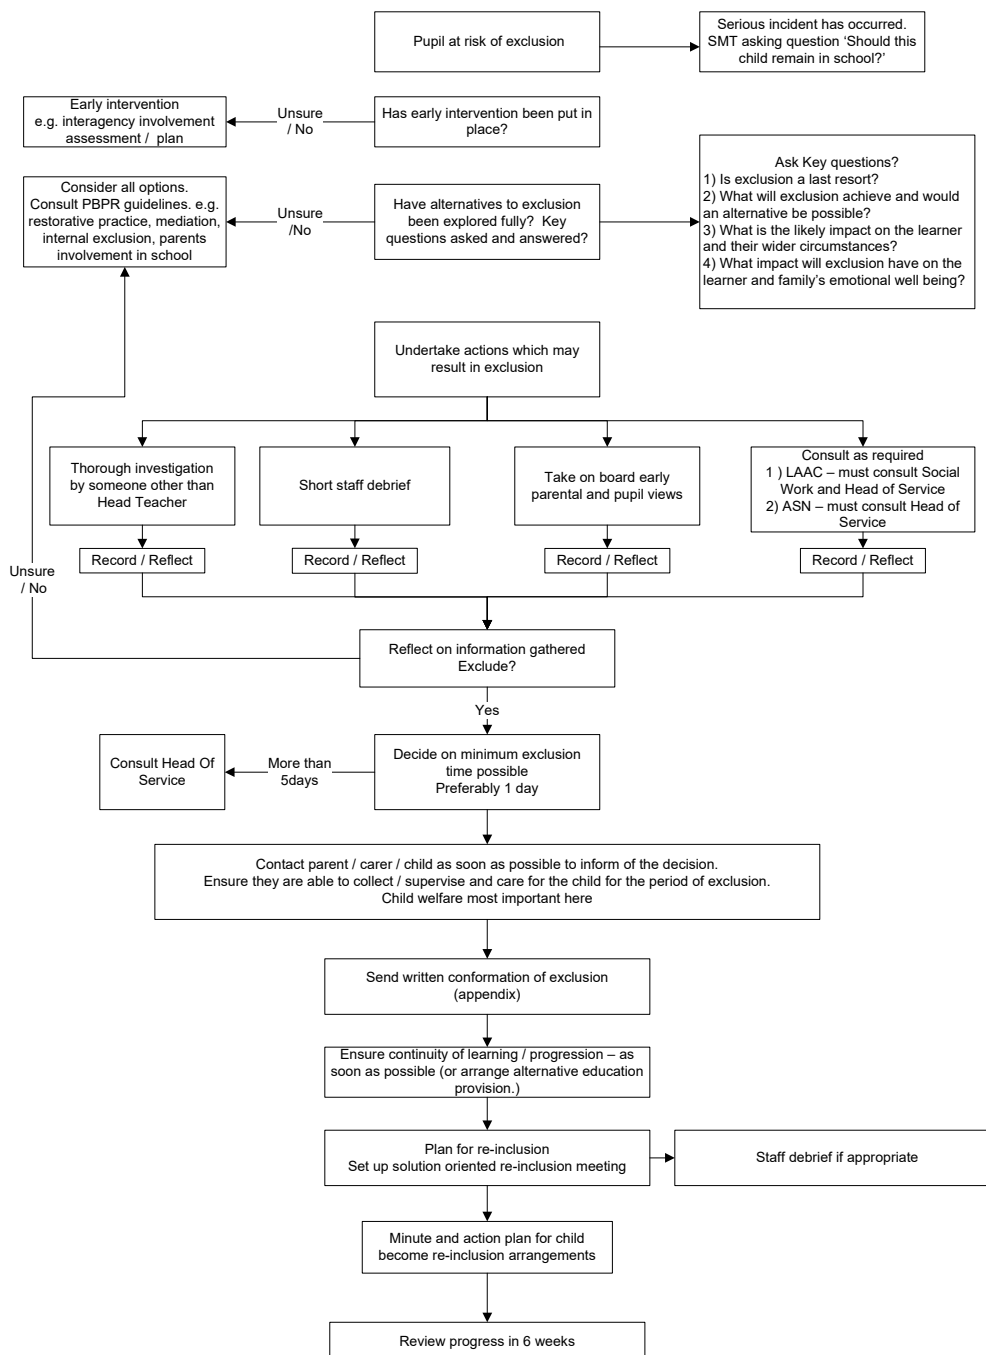 Pupil at risk of exclusion
Serious incident has occurred.
SMT asking question ‘Should this
child remain in school?’
Early intervention
e.g. interagency involvement
assessment / plan
Unsure
/ No
Has early intervention been put in
place?
Consider all options.
Consult PBPR guidelines. e.g.
restorative practice, mediation,
internal exclusion, parents
involvement in school
Unsure
/No
Have alternatives to exclusion
been explored fully? Key
questions asked and answered?
Ask Key questions?
1) Is exclusion a last resort?
2) What will exclusion achieve and would
an alternative be possible?
3) What is the likely impact on the learner
and their wider circumstances?
4) What impact will exclusion have on the
learner and family’s emotional well being?
Undertake actions which may
result in exclusion
Thorough investigation
by someone other than
Head Teacher
Short staff debrief
Take on board early
parental and pupil views
Consult as required
1 ) LAAC – must consult Social
Work and Head of Service
2) ASN – must consult Head of
Service
Record / Reflect
Record / Reflect
Record / Reflect
Record / Reflect
Unsure
/ No
Reflect on information gathered
Exclude?
Yes
Consult Head Of
Service
More than
5days
Decide on minimum exclusion
time possible
Preferably 1 day
Contact parent / carer / child as soon as possible to inform of the decision.
Ensure they are able to collect / supervise and care for the child for the period of exclusion.
Child welfare most important here
Send written conformation of exclusion
(appendix)
Ensure continuity of learning / progression – as
soon as possible (or arrange alternative education
provision.)
Plan for re-inclusion
Set up solution oriented re-inclusion meeting
Staff debrief if appropriate
Minute and action plan for child
become re-inclusion arrangements
Review progress in 6 weeks